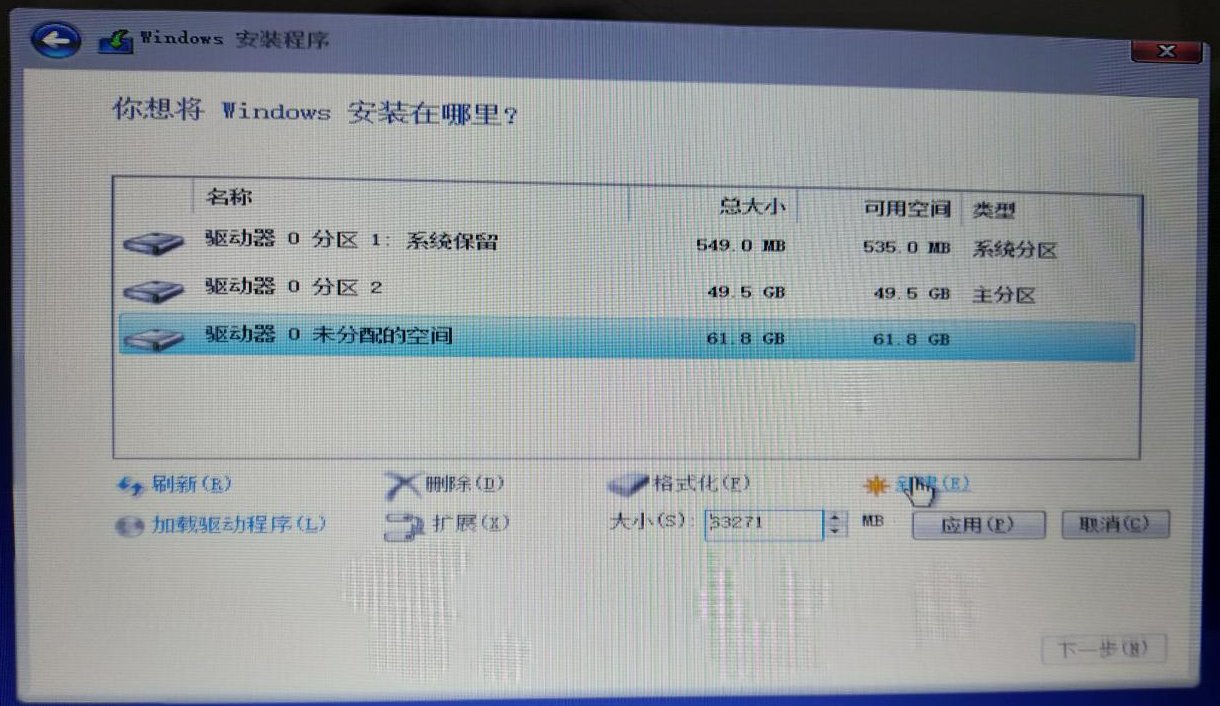 Windows 安装程序
你想将 Windows 安装在哪里?
名称 总大小 可用空间 类型
驱动器 0 分区 1: 系统保留 549.0 MB 535.0 MB 系统分区
驱动器 0 分区 2 49.5 GB 49.5 GB 主分区
驱动器 0 未分配的空间 61.8 GB 61.8 GB
刷新(R) 删除(D) 格式化(F) (E)
加载驱动程序(L) 扩展(X) 大小(S): 63271 MB 应用(P) 取消(C)
下一步(N)